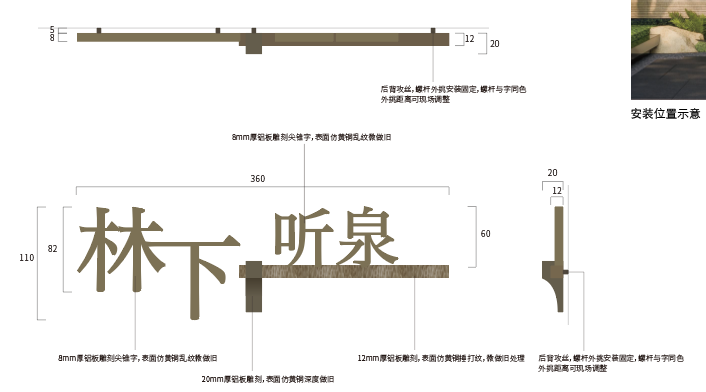 5
8
12
20
后背攻丝,螺杆外挑安装固定,螺杆与字同色
外挑距离可现场调整
安装位置示意
8mm厚铝板雕刻尖锥字,表面仿黄铜乱纹微做旧
360
20
12
110
82
林下
听泉
60
8mm厚铝板雕刻尖锥字,表面仿黄铜乱纹微做旧
12mm厚铝板雕刻,表面仿黄铜锤打纹,微做旧处理
后背攻丝,螺杆外挑安装固定,螺杆与字同色
外挑距离可现场调整
20mm厚铝板雕刻,表面仿黄铜深度做旧